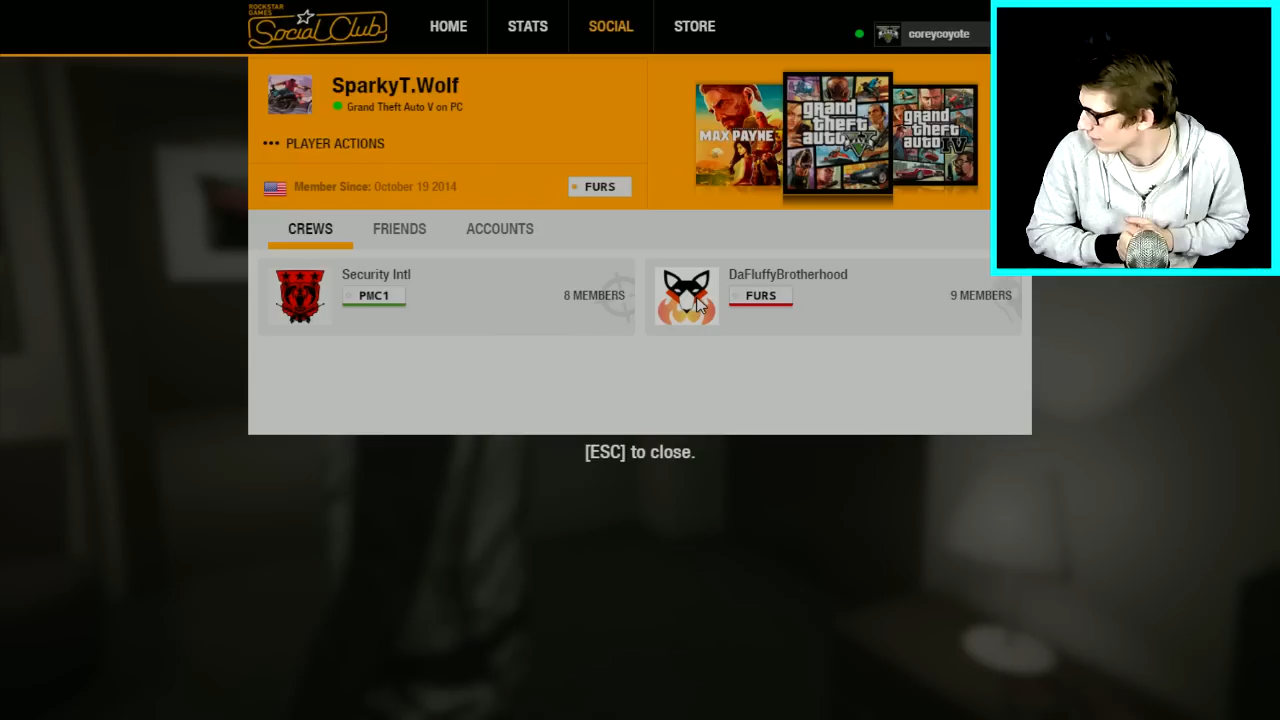 ROCKSTAR
GAMES
Social Club
HOME
STATS
SOCIAL
STORE
coreycoyote
SparkyT.Wolf
Grand Theft Auto V on PC
PLAYER ACTIONS
Member Since: October 19 2014
FURS
MAX PAYNE 3
grand
theft
auto V
grand
theft
auto IV
CREWS
FRIENDS
ACCOUNTS
Security Intl
PMC1
8 MEMBERS
DaFluffyBrotherhood
FURS
9 MEMBERS
[ESC] to close.